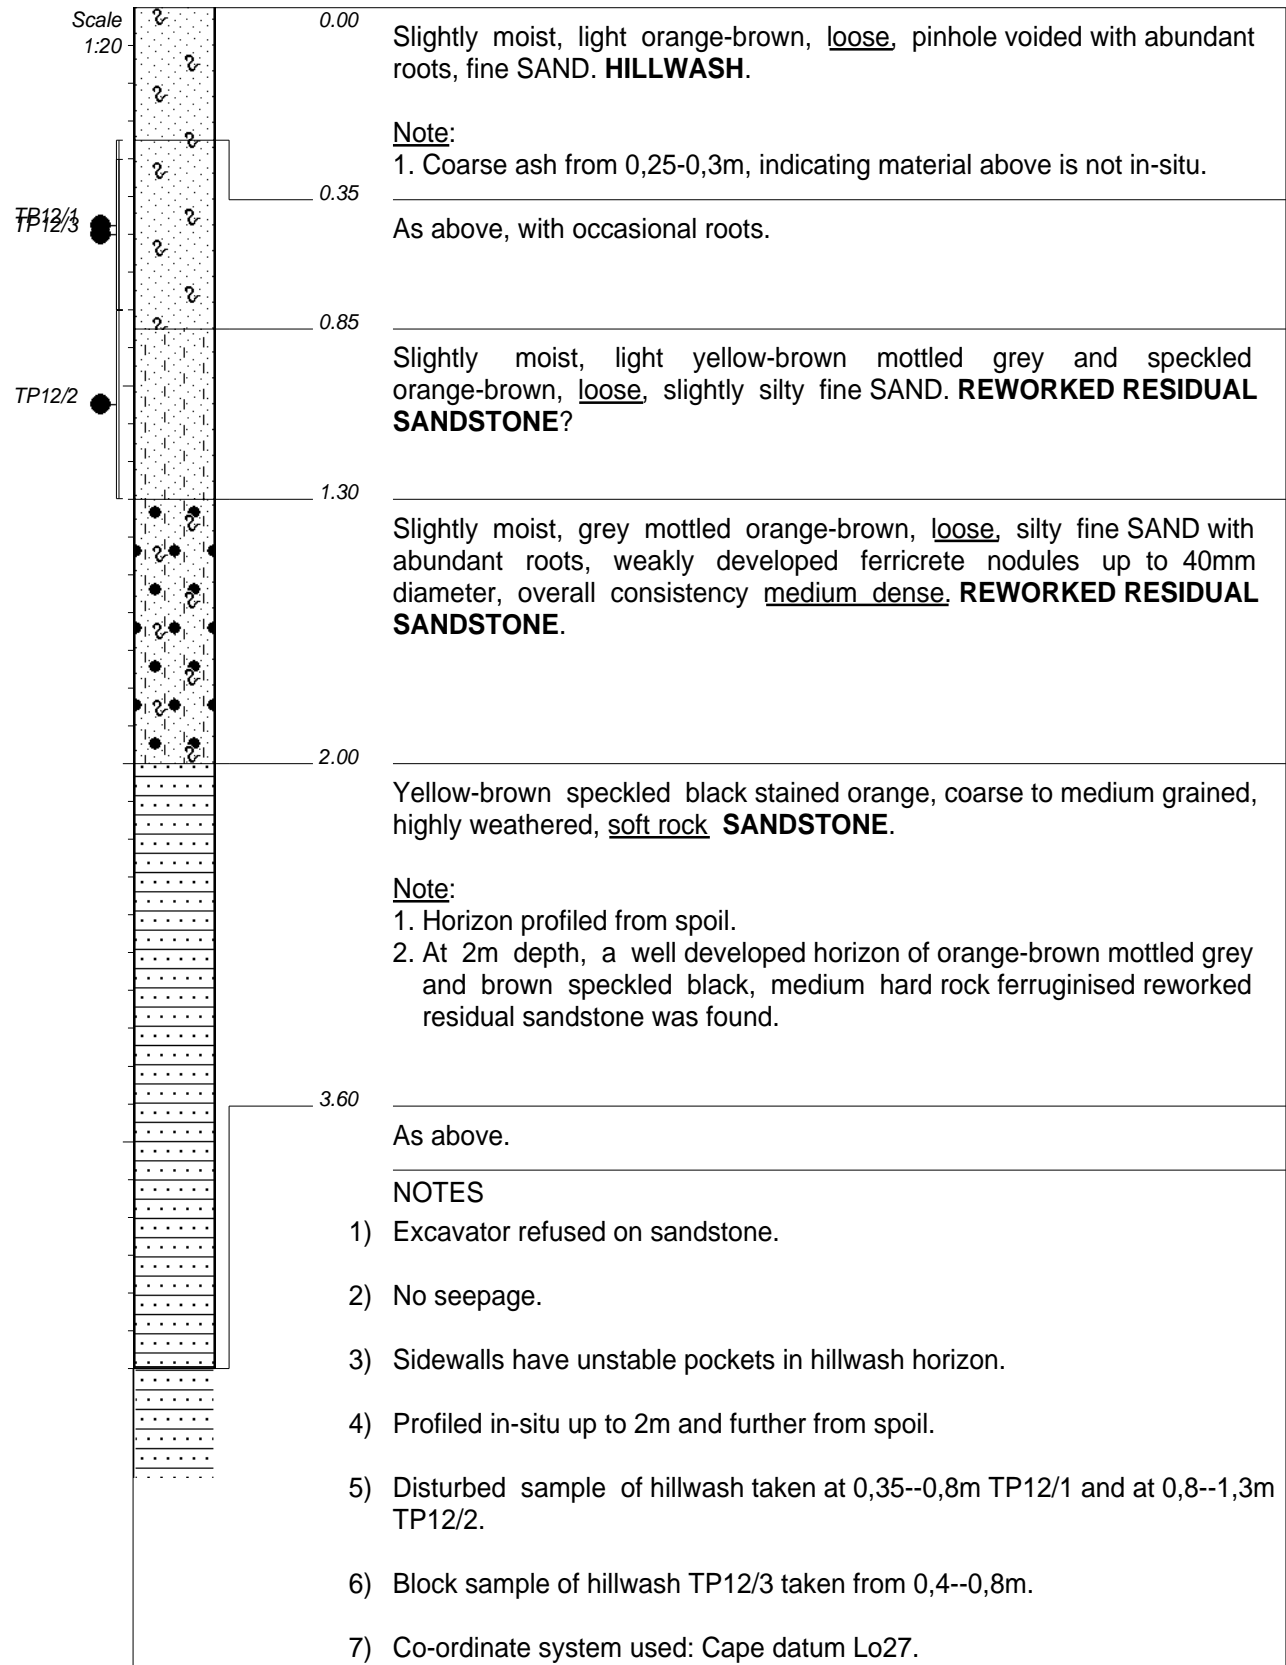 Scale
1:20
0.00
Slightly moist, light orange-brown, loose, pinhole voided with abundant
roots, fine SAND. HILLWASH.
Note:
1. Coarse ash from 0,25-0,3m, indicating material above is not in-situ.
0.35
TP12/1
TP12/3
As above, with occasional roots.
0.85
Slightly moist, light yellow-brown mottled grey and speckled
orange-brown, loose, slightly silty fine SAND. REWORKED RESIDUAL
SANDSTONE?
TP12/2
1.30
Slightly moist, grey mottled orange-brown, loose, silty fine SAND with
abundant roots, weakly developed ferricrete nodules up to 40mm
diameter, overall consistency medium dense. REWORKED RESIDUAL
SANDSTONE.
2.00
Yellow-brown speckled black stained orange, coarse to medium grained,
highly weathered, soft rock SANDSTONE.
Note:
1. Horizon profiled from spoil.
2. At 2m depth, a well developed horizon of orange-brown mottled grey
and brown speckled black, medium hard rock ferruginised reworked
residual sandstone was found.
3.60
As above.
NOTES
1) Excavator refused on sandstone.
2) No seepage.
3) Sidewalls have unstable pockets in hillwash horizon.
4) Profiled in-situ up to 2m and further from spoil.
5) Disturbed sample of hillwash taken at 0,35--0,8m TP12/1 and at 0,8--1,3m
TP12/2.
6) Block sample of hillwash TP12/3 taken from 0,4--0,8m.
7) Co-ordinate system used: Cape datum Lo27.